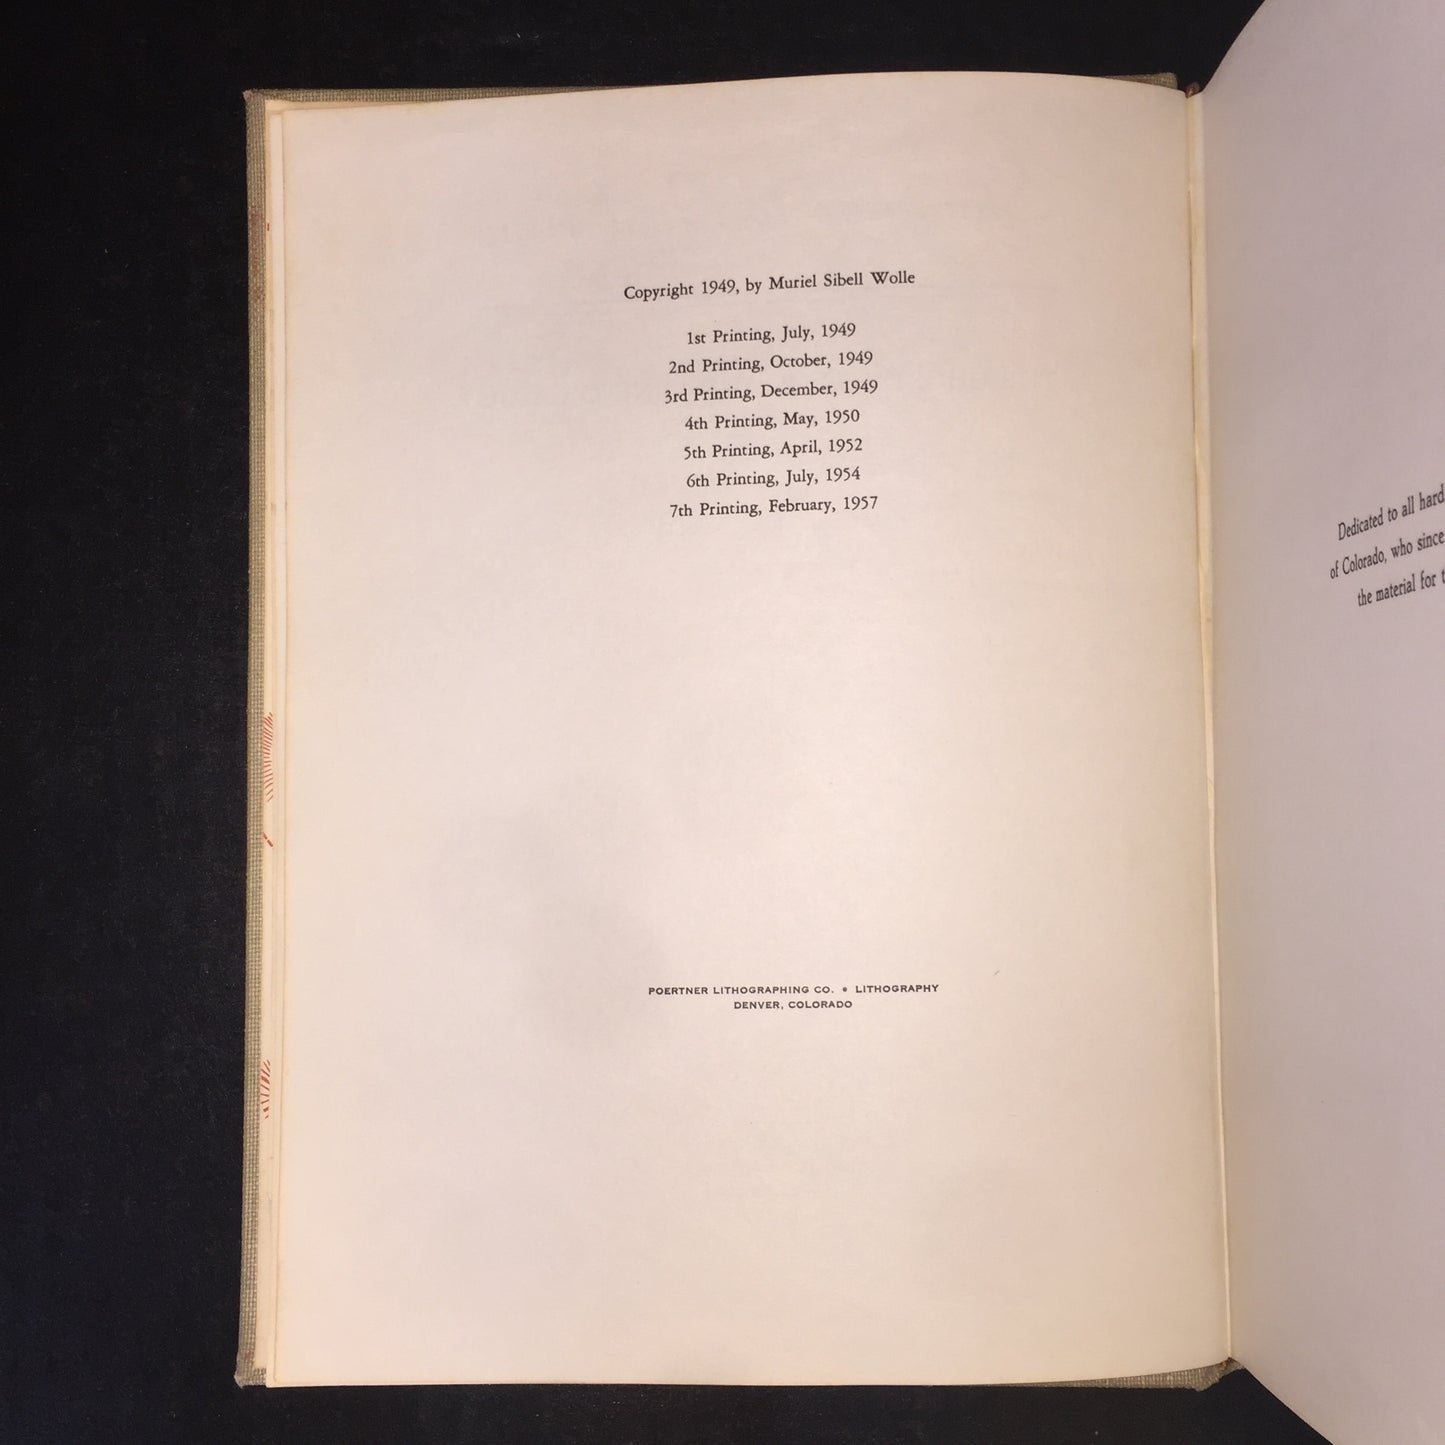 Copyright 1949, by Muriel Sibell Wolle
1st Printing, July, 1949
2nd Printing, October, 1949
3rd Printing, December, 1949
4th Printing, May, 1950
5th Printing, April, 1952
6th Printing, July, 1954
7th Printing, February, 1957
POERTNER LITHOGRAPHING CO. • LITHOGRAPHY
DENVER, COLORADO
Dedicated to all hard
of Colorado, who since
the material for